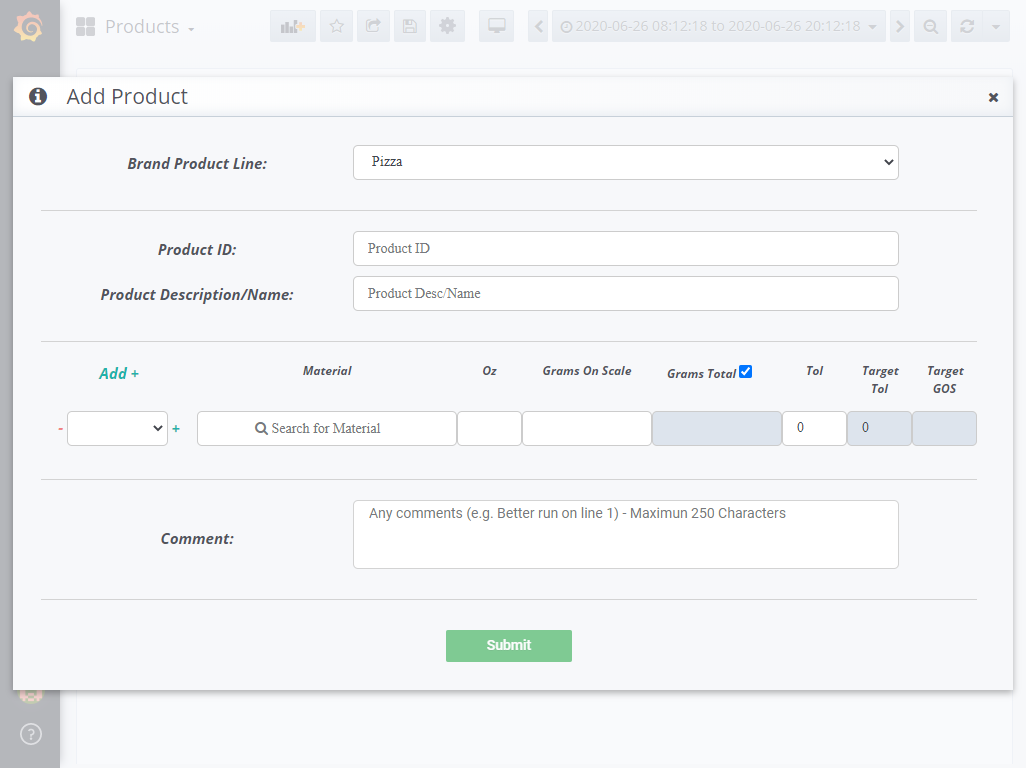 Products
2020-06-26 08:12:18 to 2020-06-26 20:12:18
Add Product
Brand Product Line:
Pizza
Product ID:
Product ID
Product Description/Name:
Product Desc/Name
Add +
Material
Oz
Grams On Scale
Grams Total
Tol
Target
Tol
Target
GOS
-
+
Search for Material
0
0
Comment:
Any comments (e.g. Better run on line 1) - Maximun 250 Characters
Submit
?